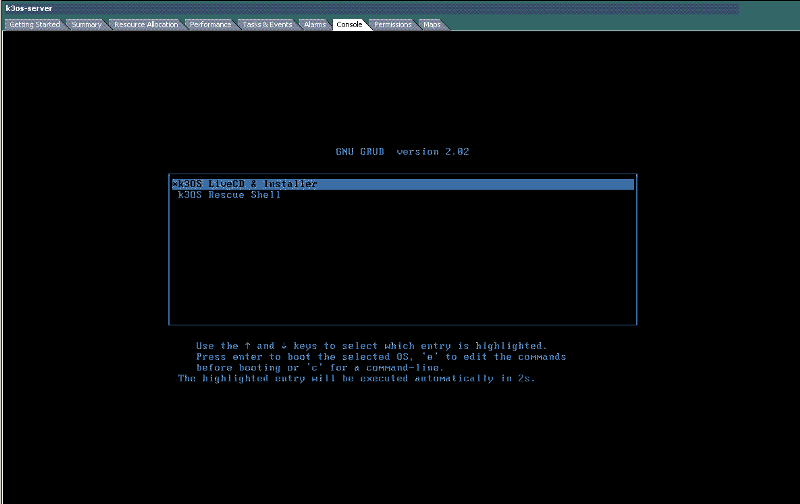 k3os-server
Getting Started Summary Resource Allocation Performance Tasks & Events Alarms Console Permissions Maps
GNU GRUB version 2.02
*k3OS LiveCD & Installer
k3OS Rescue Shell
Use the ↑ and ↓ keys to select which entry is highlighted.
Press enter to boot the selected OS, 'e' to edit the commands
before booting or 'c' for a command-line.
The highlighted entry will be executed automatically in 2s.